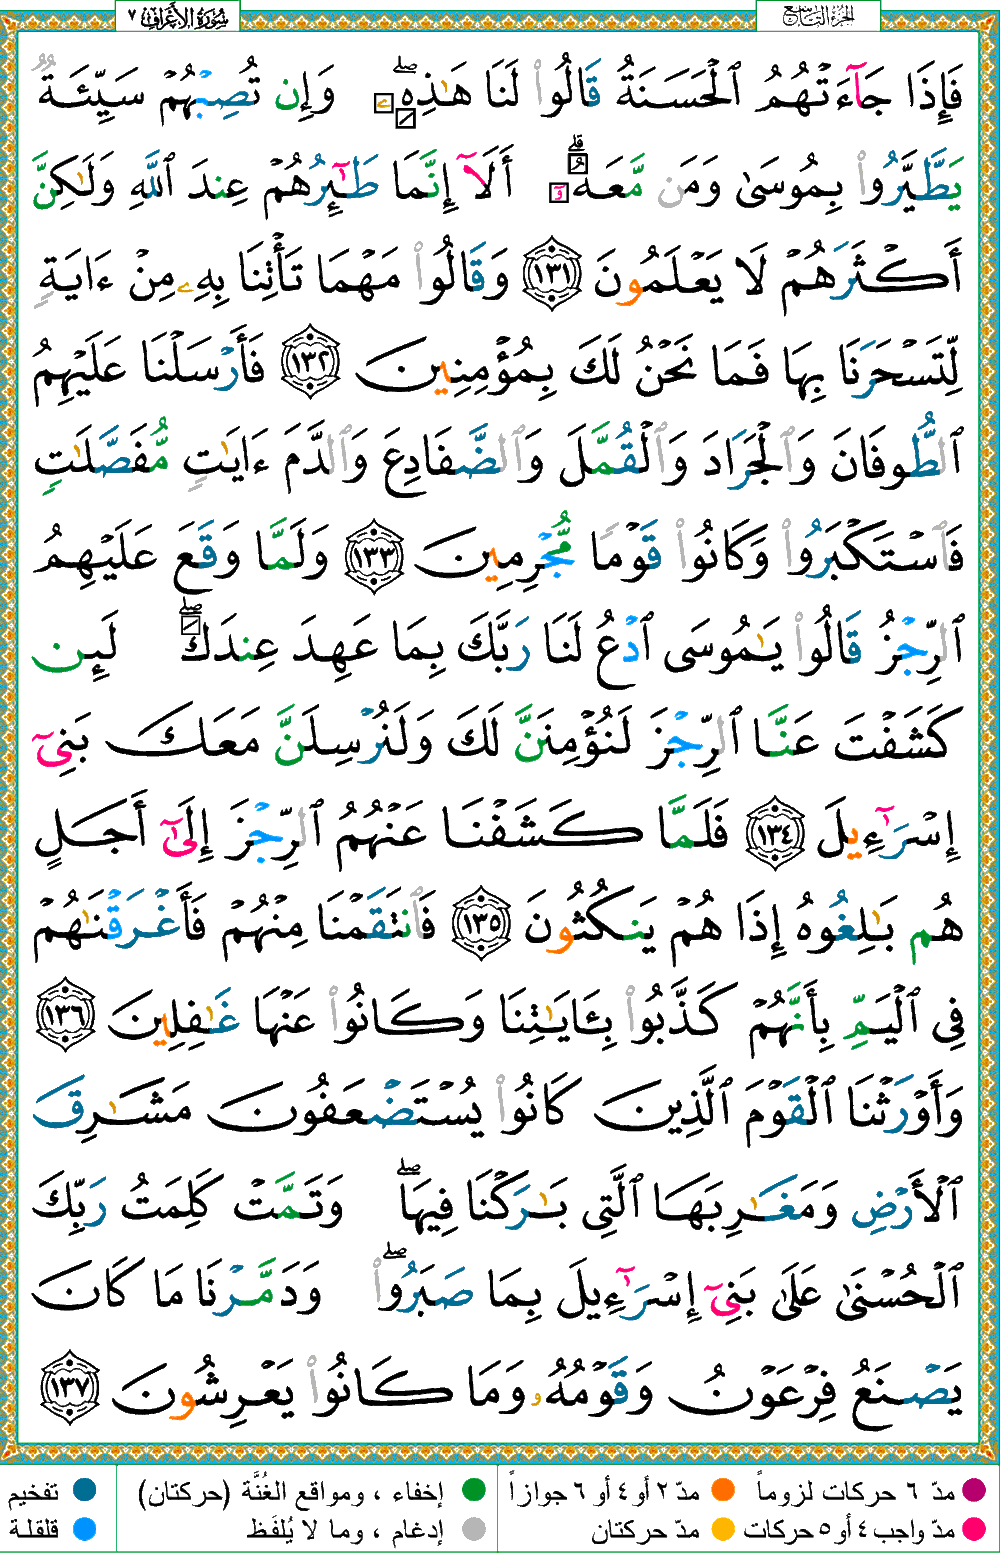 سُورَةُ الأَعْرَاف ٧
الجُزْءُ التَّاسِع
فَإِذَا جَآءَتْهُمُ ٱلْحَسَنَةُ قَالُوا۟ لَنَا هَٰذِهِۦ ۖ وَإِن تُصِبْهُمْ سَيِّئَةٌ
يَطَّيَّرُوا۟ بِمُوسَىٰ وَمَن مَّعَهُۥٓ ۗ أَلَآ إِنَّمَا طَٰٓئِرُهُمْ عِندَ ٱللَّهِ وَلَٰكِنَّ
أَكْثَرَهُمْ لَا يَعْلَمُونَ ١٣١ وَقَالُوا۟ مَهْمَا تَأْتِنَا بِهِۦ مِنْ ءَايَةٍ
لِّتَسْحَرَنَا بِهَا فَمَا نَحْنُ لَكَ بِمُؤْمِنِينَ ١٣٢ فَأَرْسَلْنَا عَلَيْهِمُ
ٱلطُّوفَانَ وَٱلْجَرَادَ وَٱلْقُمَّلَ وَٱلضَّفَادِعَ وَٱلدَّمَ ءَايَٰتٍ مُّفَصَّلَٰتٍ
فَٱسْتَكْبَرُوا۟ وَكَانُوا۟ قَوْمًا مُّجْرِمِينَ ١٣٣ وَلَمَّا وَقَعَ عَلَيْهِمُ
ٱلرِّجْزُ قَالُوا۟ يَٰمُوسَى ٱدْعُ لَنَا رَبَّكَ بِمَا عَهِدَ عِندَكَ ۖ لَئِن
كَشَفْتَ عَنَّا ٱلرِّجْزَ لَنُؤْمِنَنَّ لَكَ وَلَنُرْسِلَنَّ مَعَكَ بَنِىٓ
إِسْرَٰٓءِيلَ ١٣٤ فَلَمَّا كَشَفْنَا عَنْهُمُ ٱلرِّجْزَ إِلَىٰٓ أَجَلٍ
هُم بَٰلِغُوهُ إِذَا هُمْ يَنكُثُونَ ١٣٥ فَٱنتَقَمْنَا مِنْهُمْ فَأَغْرَقْنَٰهُمْ
فِى ٱلْيَمِّ بِأَنَّهُمْ كَذَّبُوا۟ بِـَٔايَٰتِنَا وَكَانُوا۟ عَنْهَا غَٰفِلِينَ ١٣٦
وَأَوْرَثْنَا ٱلْقَوْمَ ٱلَّذِينَ كَانُوا۟ يُسْتَضْعَفُونَ مَشَٰرِقَ
ٱلْأَرْضِ وَمَغَٰرِبَهَا ٱلَّتِى بَٰرَكْنَا فِيهَا ۖ وَتَمَّتْ كَلِمَتُ رَبِّكَ
ٱلْحُسْنَىٰ عَلَىٰ بَنِىٓ إِسْرَٰٓءِيلَ بِمَا صَبَرُوا۟ ۖ وَدَمَّرْنَا مَا كَانَ
يَصْنَعُ فِرْعَوْنُ وَقَوْمُهُۥ وَمَا كَانُوا۟ يَعْرِشُونَ ١٣٧
مدّ ٦ حركات لزوماً مدّ ٢ أو ٤ أو ٦ جوازاً إخفاء ، ومواقع الغُنَّة (حركتان) تفخيم
مدّ واجب ٤ أو ٥ حركات مدّ حركتان إدغام ، وما لا يُلفَظ قلقلة